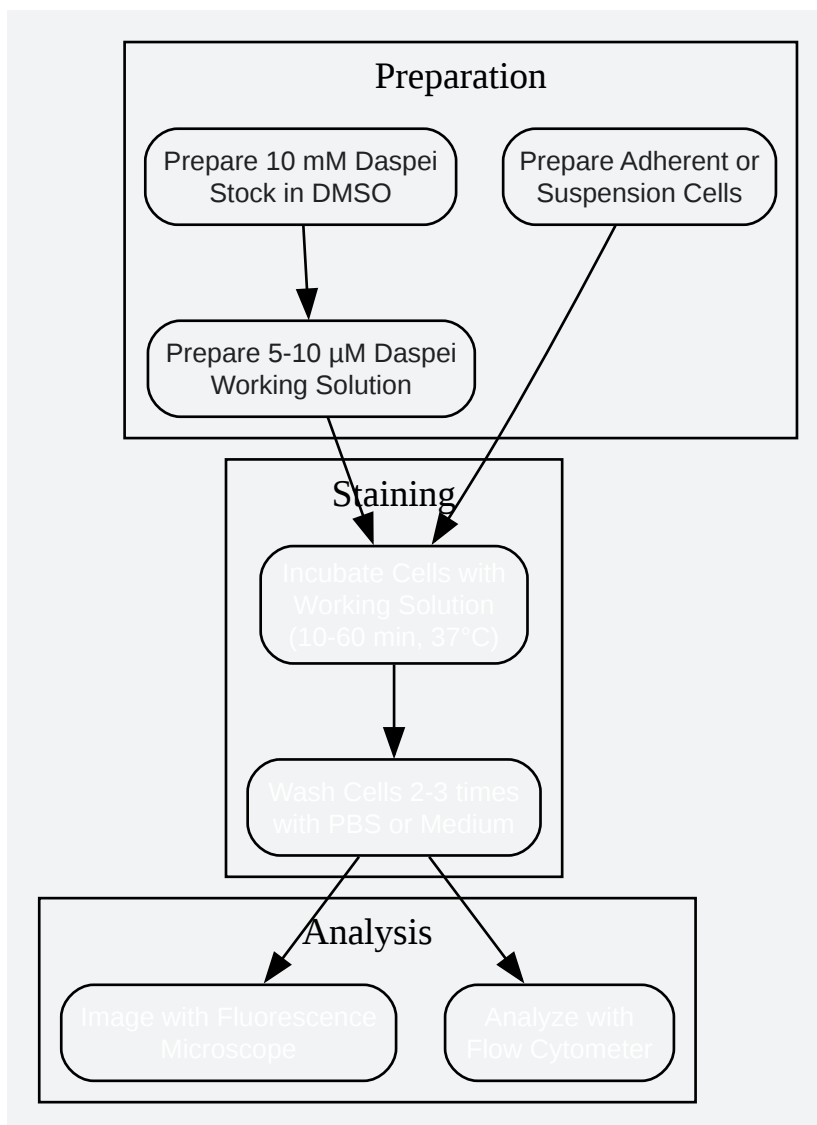 Preparation
Prepare 10 mM Daspei
Stock in DMSO
Prepare Adherent or
Suspension Cells
Prepare 5-10 µM Daspei
Working Solution
Staining
Incubate Cells with
Working Solution
(10-60 min, 37°C)
Wash Cells 2-3 times
with PBS or Medium
Analysis
Image with Fluorescence
Microscope
Analyze with
Flow Cytometer